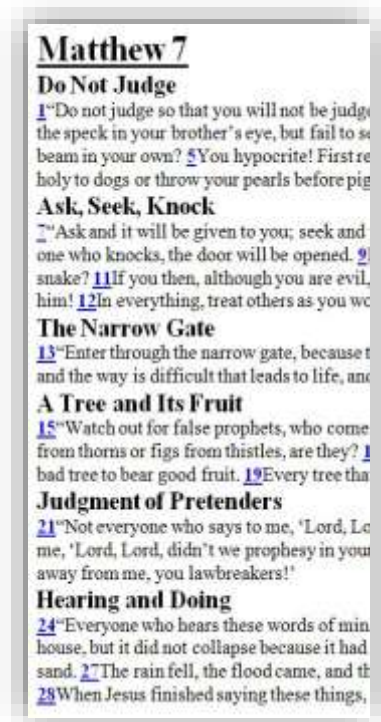 Matthew 7
Do Not Judge
1“Do not judge so that you will not be judge
the speck in your brother’s eye, but fail to se
beam in your own? 5You hypocrite! First re
holy to dogs or throw your pearls before pig
Ask, Seek, Knock
7“Ask and it will be given to you; seek and
one who knocks, the door will be opened. 9
snake? 11If you then, although you are evil,
him! 12In everything, treat others as you wo
The Narrow Gate
13“Enter through the narrow gate, because t
and the way is difficult that leads to life, and
A Tree and Its Fruit
15“Watch out for false prophets, who come
from thorns or figs from thistles, are they? 1
bad tree to bear good fruit. 19Every tree tha
Judgment of Pretenders
21“Not everyone who says to me, ‘Lord, Lo
me, ‘Lord, Lord, didn’t we prophesy in your
away from me, you lawbreakers!’
Hearing and Doing
24“Everyone who hears these words of min
house, but it did not collapse because it had
sand. 27The rain fell, the flood came, and th
28When Jesus finished saying these things,